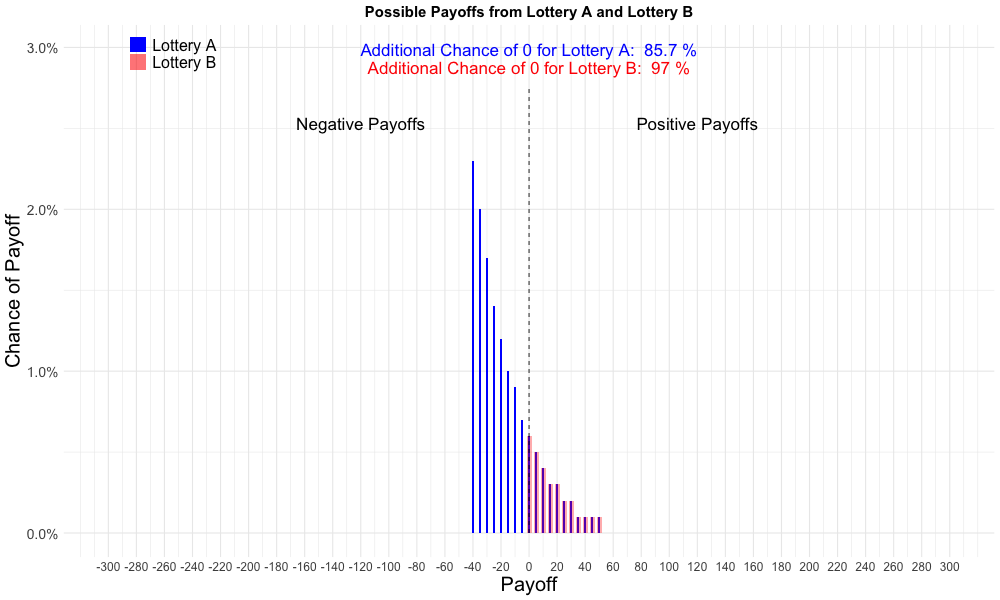 Possible Payoffs from Lottery A and Lottery B
Lottery A
Lottery B
Additional Chance of 0 for Lottery A: 85.7 %
Additional Chance of 0 for Lottery B: 97 %
Negative Payoffs
Positive Payoffs
Chance of Payoff
3.0%
2.0%
1.0%
0.0%
-300 -280 -260 -240 -220 -200 -180 -160 -140 -120 -100 -80 -60 -40 -20 0 20 40 60 80 100 120 140 160 180 200 220 240 260 280 300
Payoff